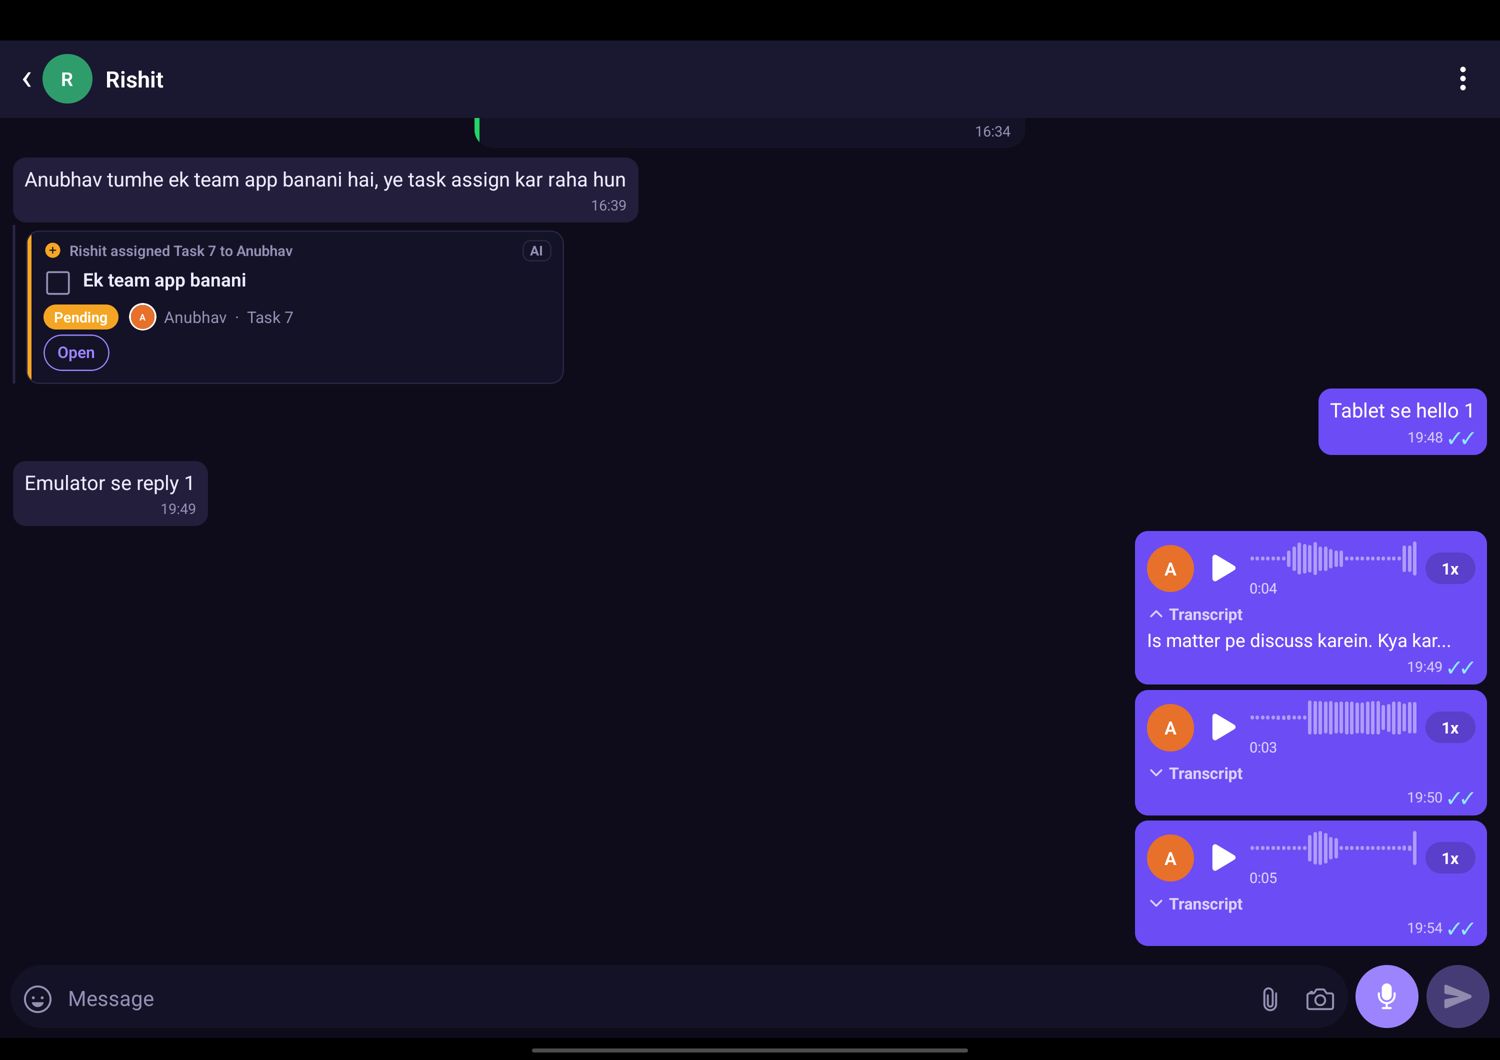 R Rishit
16:34
Anubhav tumhe ek team app banani hai, ye task assign kar raha hun
16:39
Rishit assigned Task 7 to Anubhav AI
Ek team app banani
Pending A Anubhav · Task 7
Open
Tablet se hello 1
19:48
Emulator se reply 1
19:49
A 1x
0:04
Transcript
Is matter pe discuss karein. Kya kar...
19:49
A 1x
0:03
Transcript
19:50
A 1x
0:05
Transcript
19:54
Message